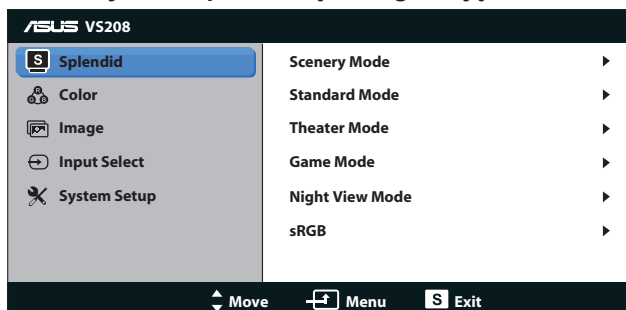 ASUS VS208
S Splendid
Color
Image
Input Select
System Setup
Scenery Mode
Standard Mode
Theater Mode
Game Mode
Night View Mode
sRGB
Move Menu S Exit